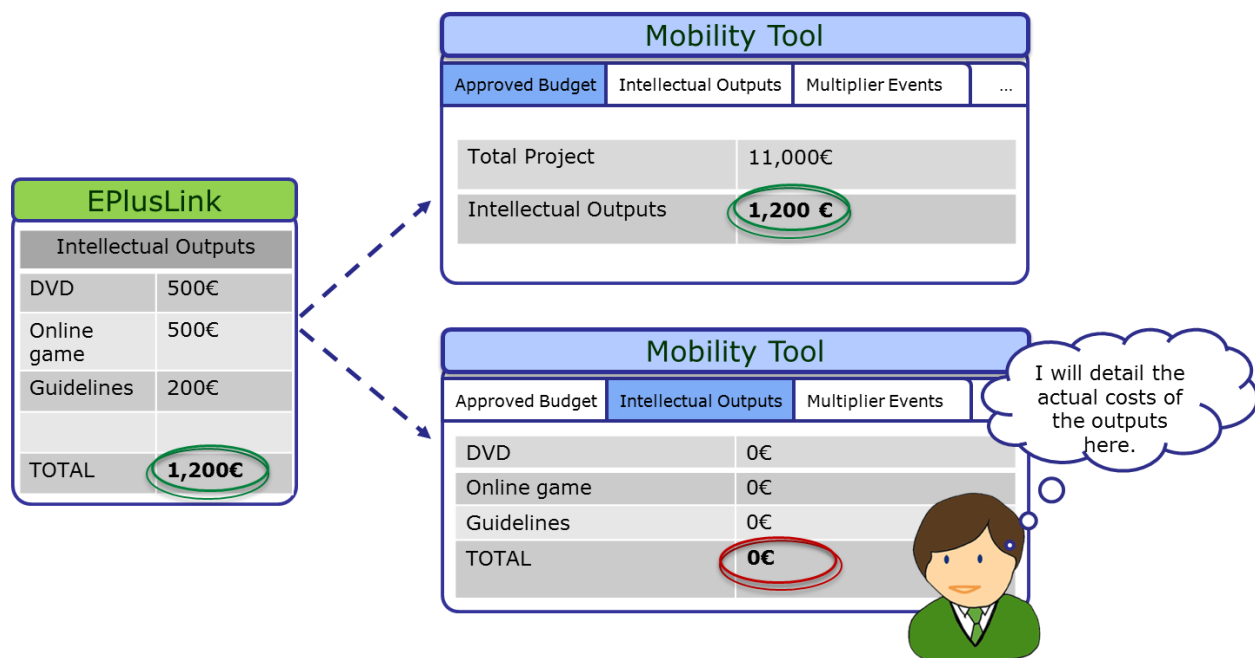 EPlusLink
Intellectual Outputs
DVD 500€
Online 500€
game
Guidelines 200€
TOTAL 1,200€
Mobility Tool
Approved Budget Intellectual Outputs Multiplier Events ...
Total Project 11,000€
Intellectual Outputs 1,200 €
Mobility Tool
Approved Budget Intellectual Outputs Multiplier Events
DVD 0€
Online game 0€
Guidelines 0€
TOTAL 0€
I will detail the
actual costs of
the outputs
here.